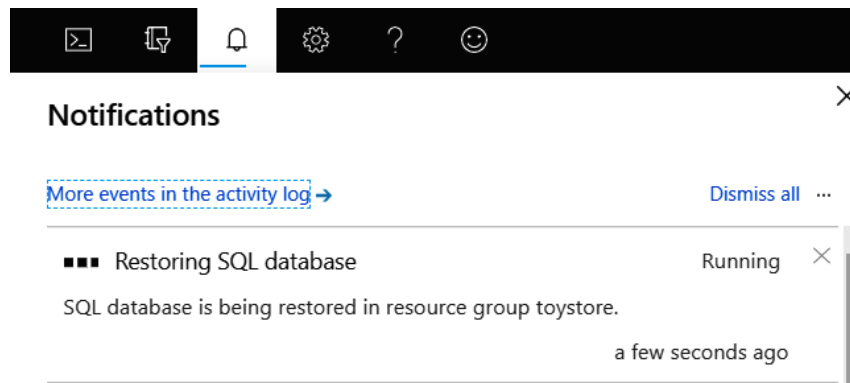 Notifications
More events in the activity log →
Dismiss all ...
Restoring SQL database
Running
SQL database is being restored in resource group toystore.
a few seconds ago